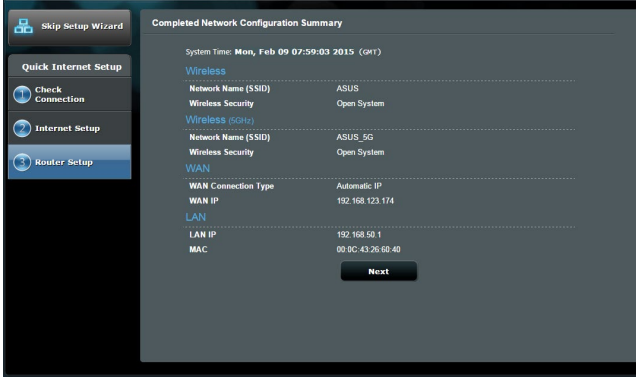 Skip Setup Wizard
Quick Internet Setup
1 Check Connection
2 Internet Setup
3 Router Setup
Completed Network Configuration Summary
System Time: Mon, Feb 09 07:59:03 2015 (GMT)
Wireless
Network Name (SSID) ASUS
Wireless Security Open System
Wireless (5GHz)
Network Name (SSID) ASUS_5G
Wireless Security Open System
WAN
WAN Connection Type Automatic IP
WAN IP 192.168.123.174
LAN
LAN IP 192.168.50.1
MAC 00:0C:43:26:60:40
Next